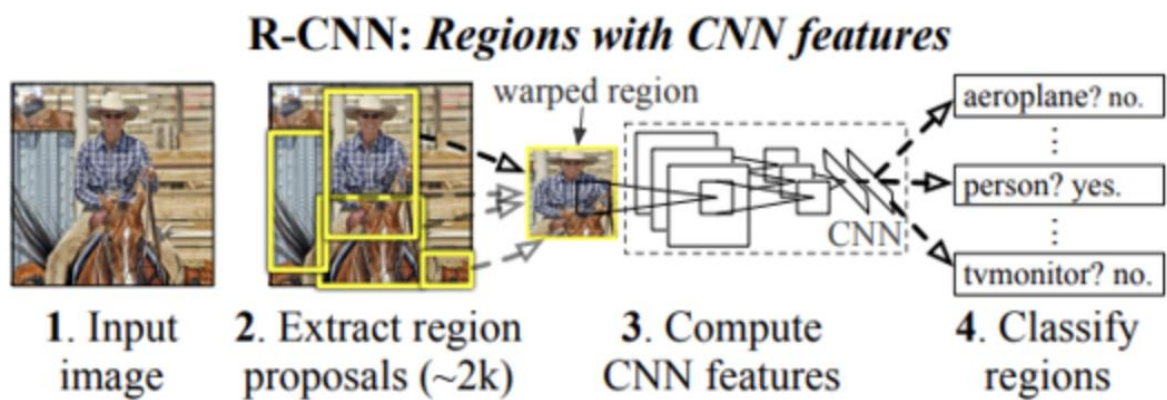 R-CNN: Regions with CNN features
warped region
aeroplane? no.
person? yes.
CNN
tvmonitor? no.
1. Input
image
2. Extract region
proposals (~2k)
3. Compute
CNN features
4. Classify
regions